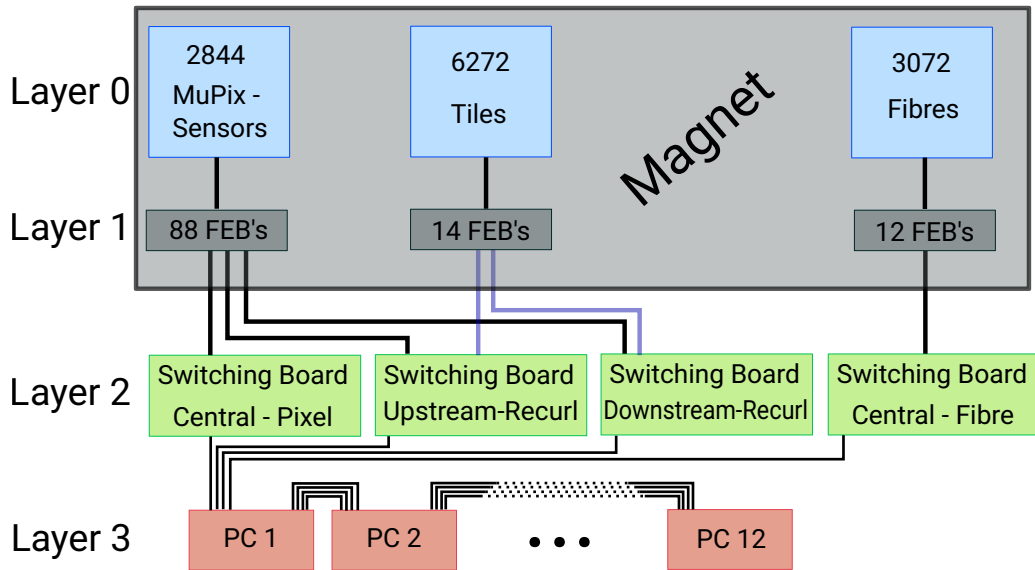 Layer 0
2844
MuPix -
Sensors
6272
Tiles
Magnet
3072
Fibres
Layer 1
88 FEB's
14 FEB's
12 FEB's
Layer 2
Switching Board
Central - Pixel
Switching Board
Upstream-Recurl
Switching Board
Downstream-Recurl
Switching Board
Central - Fibre
Layer 3
PC 1
PC 2
...
PC 12